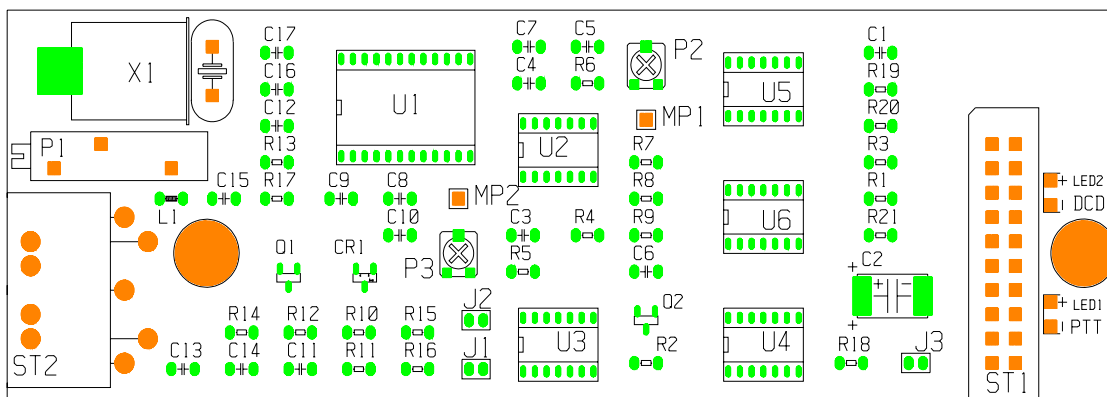 C17
C7
C5
C1
X1
P2
C16
C4
R6
U5
R19
U1
C12
MP1
R20
P1
R13
U2
R7
R3
C15
R17
C9
C8
MP2
R8
R1
+ LED2
DCD
L1
C10
C3
R4
R9
U6
R21
Q1
CR1
P3
R5
C6
C2
+
+
-
J2
Q2
+ LED1
R14
R12
R10
R15
+
PTT
ST2
C13
C14
C11
R11
R16
J1
U3
R2
U4
R18
J3
ST1